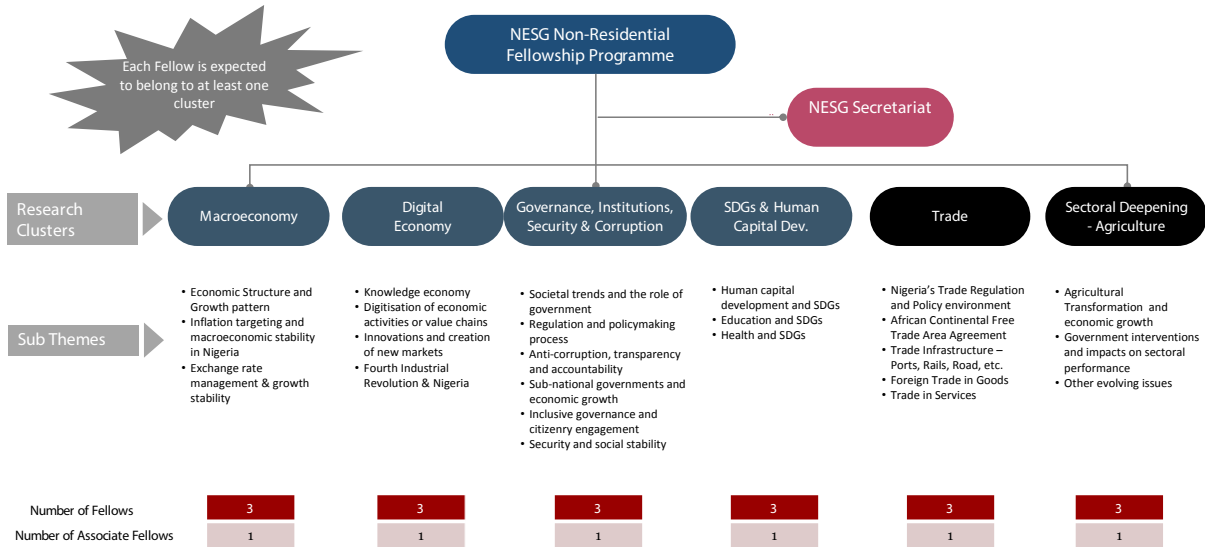 NESG Non-Residential
Fellowship Programme
Each Fellow is expected
to belong to at least one
cluster
NESG Secretariat
Research
Clusters
Macroeconomy
Digital
Economy
Governance, Institutions,
Security & Corruption
SDGs & Human
Capital Dev.
Trade
Sectoral Deepening
- Agriculture
Sub Themes
• Economic Structure and
Growth pattern
• Inflation targeting and
macroeconomic stability
in Nigeria
• Exchange rate
management & growth
stability
• Knowledge economy
• Digitisation of economic
activities or value chains
• Innovations and creation
of new markets
• Fourth Industrial
Revolution & Nigeria
• Societal trends and the role of
government
• Regulation and policymaking
process
• Anti-corruption, transparency
and accountability
• Sub-national governments and
economic growth
• Inclusive governance and
citizenry engagement
• Security and social stability
• Human capital
development and SDGs
• Education and SDGs
• Health and SDGs
• Nigeria's Trade Regulation
and Policy environment
• African Continental Free
Trade Area Agreement
• Trade Infrastructure –
Ports, Rails, Road, etc.
• Foreign Trade in Goods
• Trade in Services
• Agricultural
Transformation and
economic growth
• Government interventions
and impacts on sectoral
performance
• Other evolving issues
Number of Fellows 3 3 3 3 3 3
Number of Associate Fellows 1 1 1 1 1 1